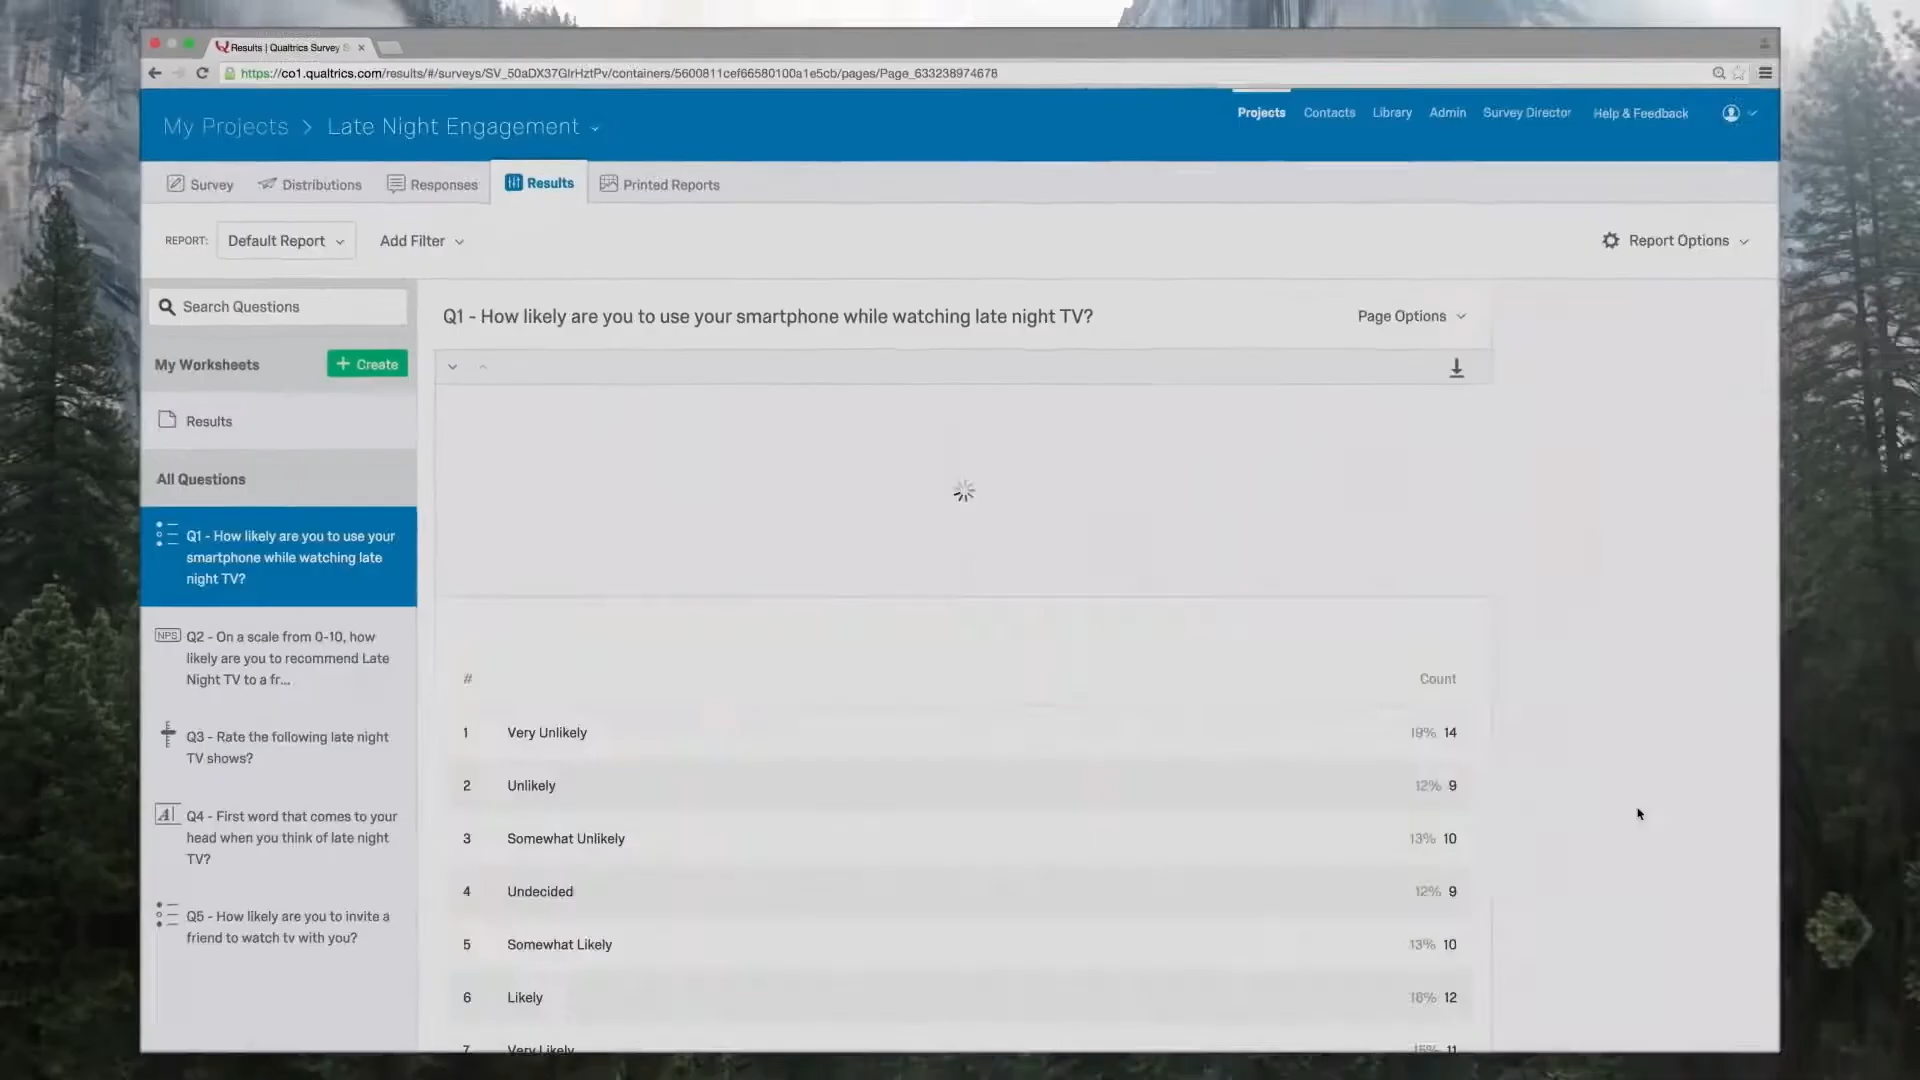 Results | Qualtrics Survey
https://co1.qualtrics.com/results/#/surveys/SV_50aDX37GlrHztPv/containers/5600811cef66580100a1e5cb/pages/Page_633238974678
My Projects > Late Night Engagement
Projects Contacts Library Admin Survey Director Help & Feedback
Survey Distributions Responses Results Printed Reports
REPORT: Default Report Add Filter Report Options
Search Questions
My Worksheets + Create
Results
All Questions
Q1 - How likely are you to use your
smartphone while watching late
night TV?
NPS Q2 - On a scale from 0-10, how
likely are you to recommend Late
Night TV to a fr...
Q3 - Rate the following late night
TV shows?
A Q4 - First word that comes to your
head when you think of late night
TV?
Q5 - How likely are you to invite a
friend to watch tv with you?
Q1 - How likely are you to use your smartphone while watching late night TV? Page Options
# Count
1 Very Unlikely 19% 14
2 Unlikely 12% 9
3 Somewhat Unlikely 13% 10
4 Undecided 12% 9
5 Somewhat Likely 13% 10
6 Likely 16% 12
7 Very Likely 15% 11